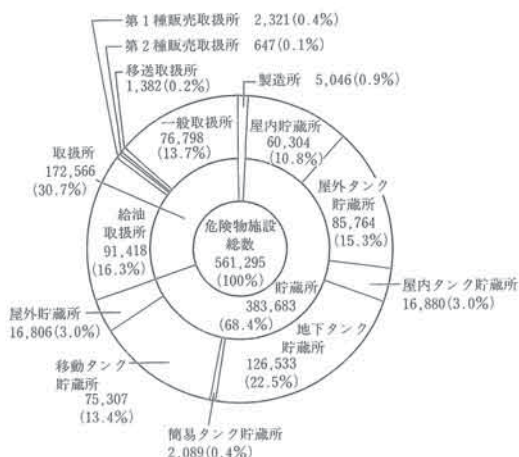 第1種販売取扱所 2,321(0.4%)
第2種販売取扱所 647(0.1%)
移送取扱所
1,382(0.2%)
製造所 5,046(0.9%)
一般取扱所
76,798
(13.7%)
屋内貯蔵所
60,304
(10.8%)
取扱所
172,566
(30.7%)
屋外タンク
貯蔵所
85,764
(15.3%)
給油
取扱所
91,418
(16.3%)
危険物施設
総数
561,295
(100%)
屋内タンク貯蔵所
16,880(3.0%)
貯蔵所
383,683
(68.4%)
屋外貯蔵所
16,806(3.0%)
地下タンク
貯蔵所
126,533
(22.5%)
移動タンク
貯蔵所
75,307
(13.4%)
簡易タンク貯蔵所
2,089(0.4%)